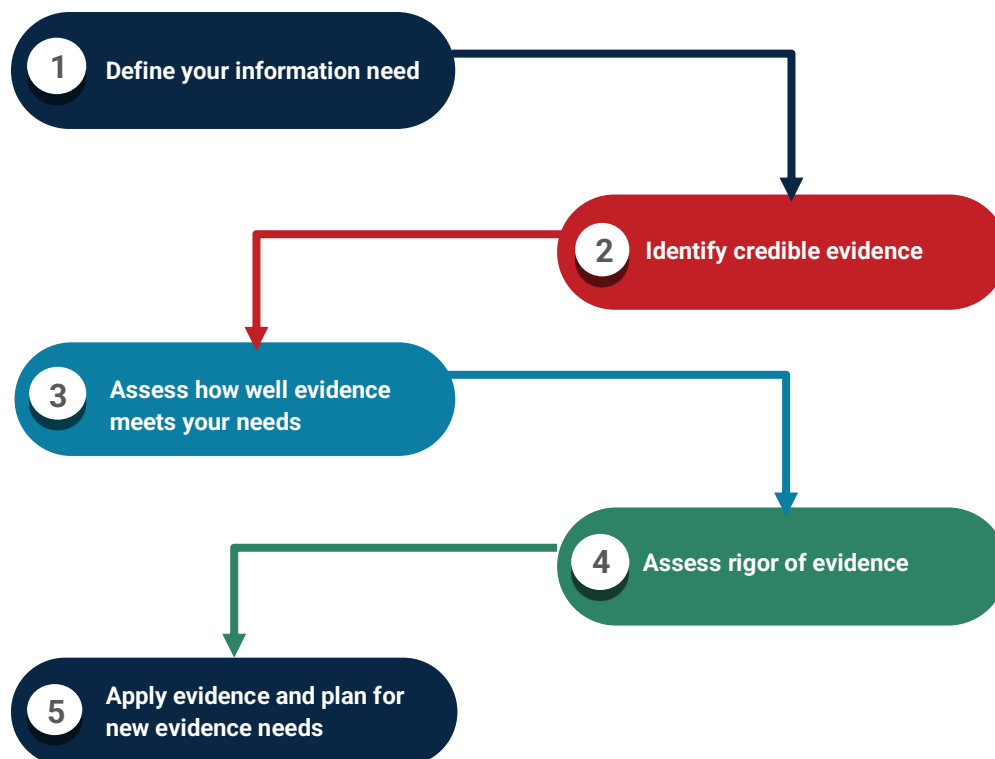 1
Define your information need
2
Identify credible evidence
3
Assess how well evidence
meets your needs
4
Assess rigor of evidence
5
Apply evidence and plan for
new evidence needs